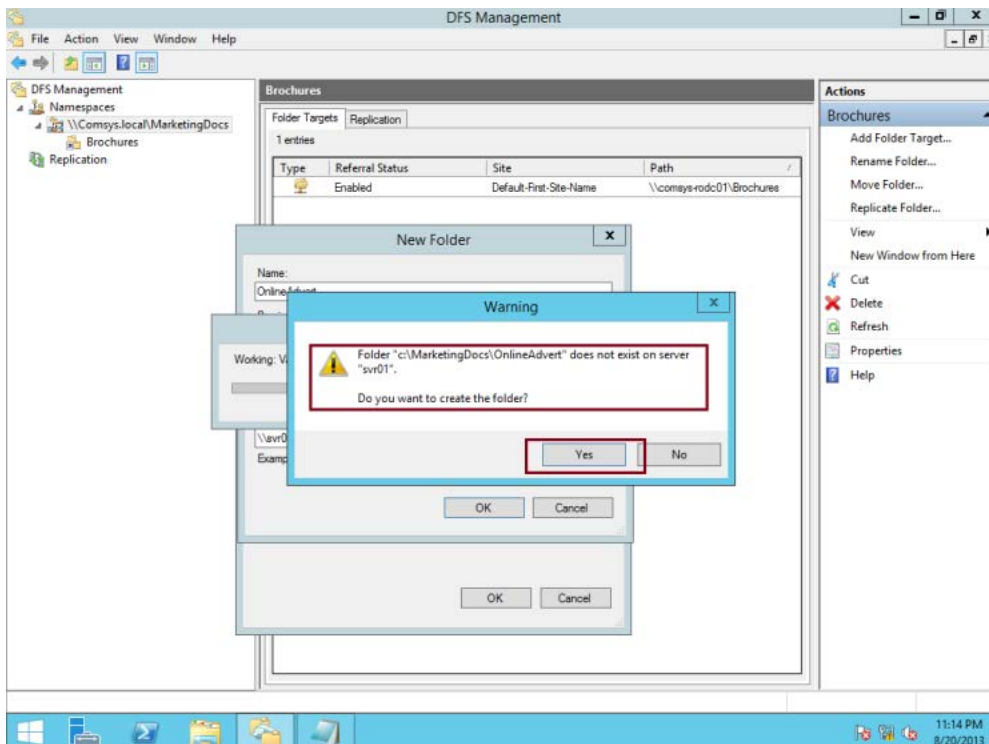 DFS Management
File Action View Window Help
DFS Management
Namespaces
\\Comsys.local\MarketingDocs
Brochures
Replication
Brochures
Folder Targets Replication
1 entries
Type Referral Status Site Path
Enabled Default-First-Site-Name \\comsys-rodc01\Brochures
Actions
Brochures
Add Folder Target...
Rename Folder...
Move Folder...
Replicate Folder...
View
New Window from Here
Cut
Delete
Refresh
Properties
Help
New Folder
Name:
OnlineAdvert
Working:
Warning
Folder "c:\MarketingDocs\OnlineAdvert" does not exist on server
"svr01".
Do you want to create the folder?
Yes No
OK Cancel
OK Cancel
11:14 PM
8/20/2013